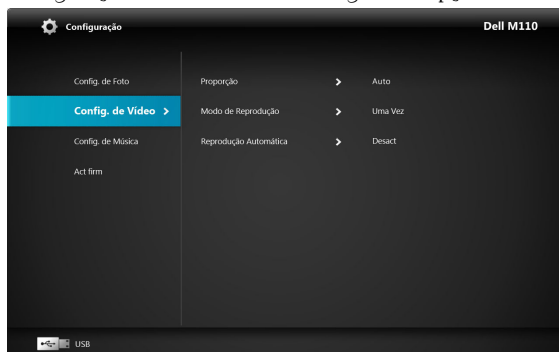 Configuração
Dell M110
Config. de Foto
Proporção
Auto
Config. de Vídeo
Modo de Reprodução
Uma Vez
Config. de Música
Reprodução Automática
Desact
Act firm
USB